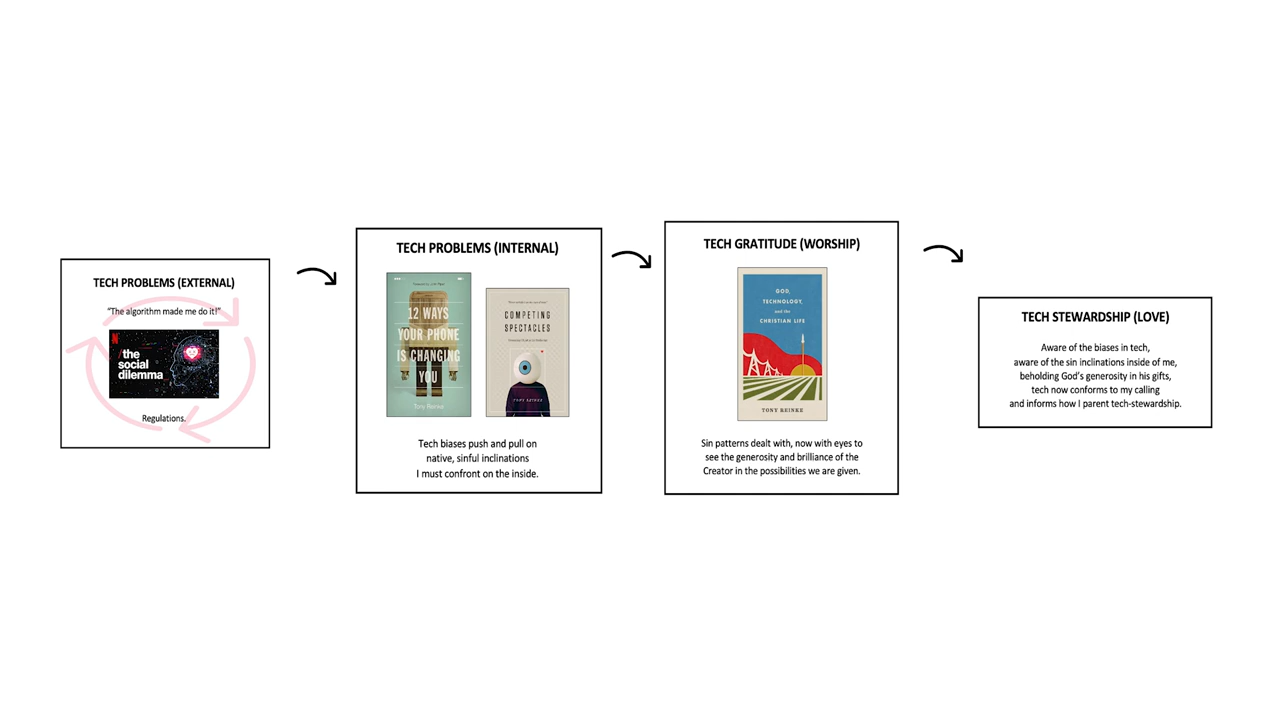 TECH PROBLEMS (EXTERNAL)
“The algorithm made me do it!”
N
/the
social
dilemma
Regulations.
TECH PROBLEMS (INTERNAL)
12 WAYS
YOUR PHONE
IS CHANGING
YOU
Tony Reinke
COMPETING
SPECTACLES
TONY REINKE
Tech biases push and pull on
native, sinful inclinations
I must confront on the inside.
TECH GRATITUDE (WORSHIP)
GOD,
TECHNOLOGY,
and the
CHRISTIAN LIFE
TONY REINKE
Sin patterns dealt with, now with eyes to
see the generosity and brilliance of the
Creator in the possibilities we are given.
TECH STEWARDSHIP (LOVE)
Aware of the biases in tech,
aware of the sin inclinations inside of me,
beholding God’s generosity in his gifts,
tech now conforms to my calling
and informs how I parent tech-stewardship.